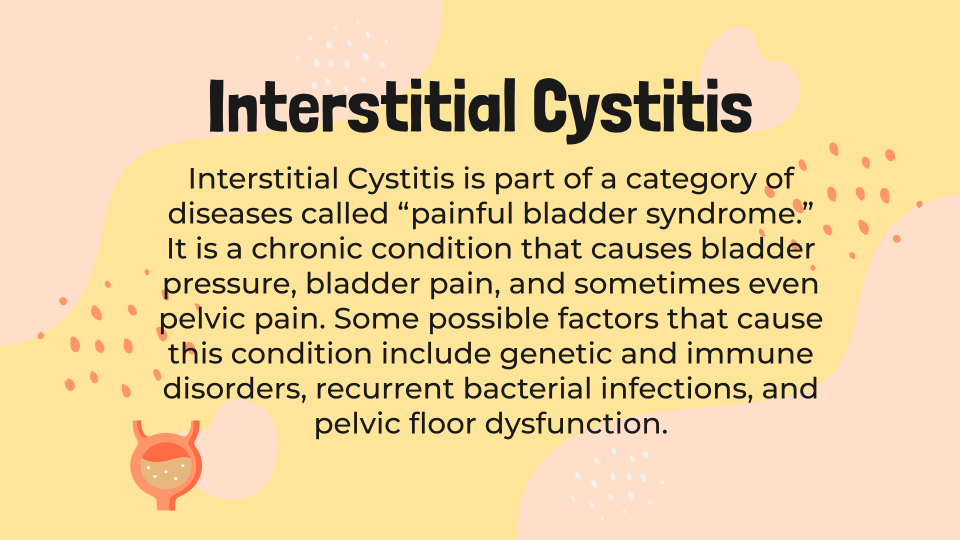 Interstitial Cystitis
Interstitial Cystitis is part of a category of
diseases called “painful bladder syndrome.”
It is a chronic condition that causes bladder
pressure, bladder pain, and sometimes even
pelvic pain. Some possible factors that cause
this condition include genetic and immune
disorders, recurrent bacterial infections, and
pelvic floor dysfunction.